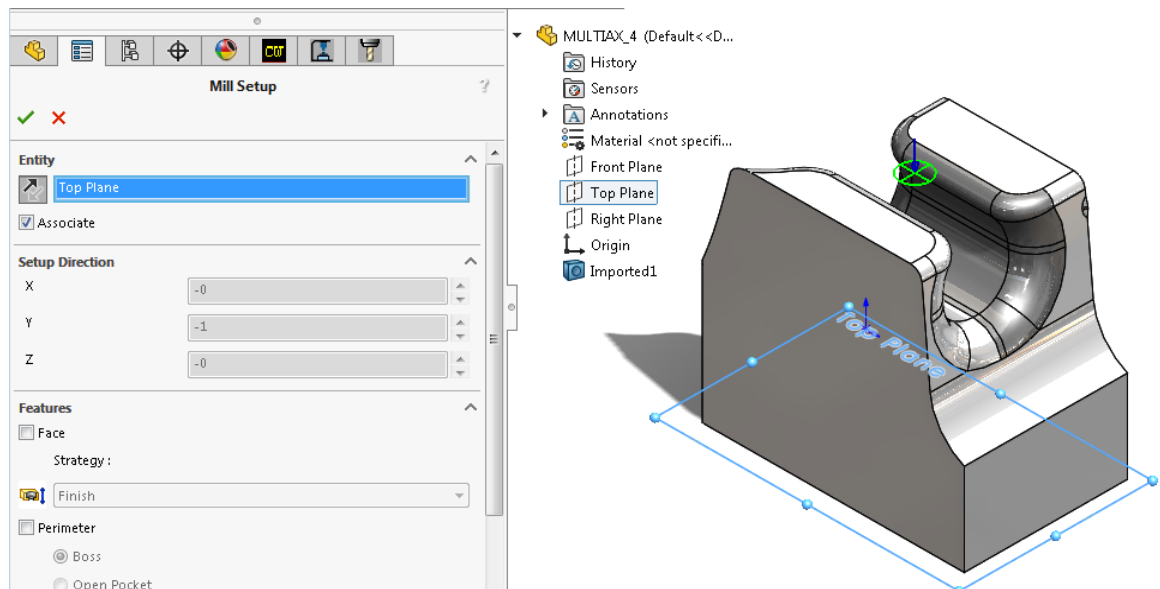 CW
Mill Setup
?
Entity
Top Plane
Associate
Setup Direction
X
-0
Y
-1
Z
-0
Features
Face
Strategy :
Finish
Perimeter
Boss
Open Pocket
MULTIAX_4 (Default<<D...
History
Sensors
A Annotations
Material <not specifi...
Front Plane
Top Plane
Right Plane
Origin
Imported1
Top Plane